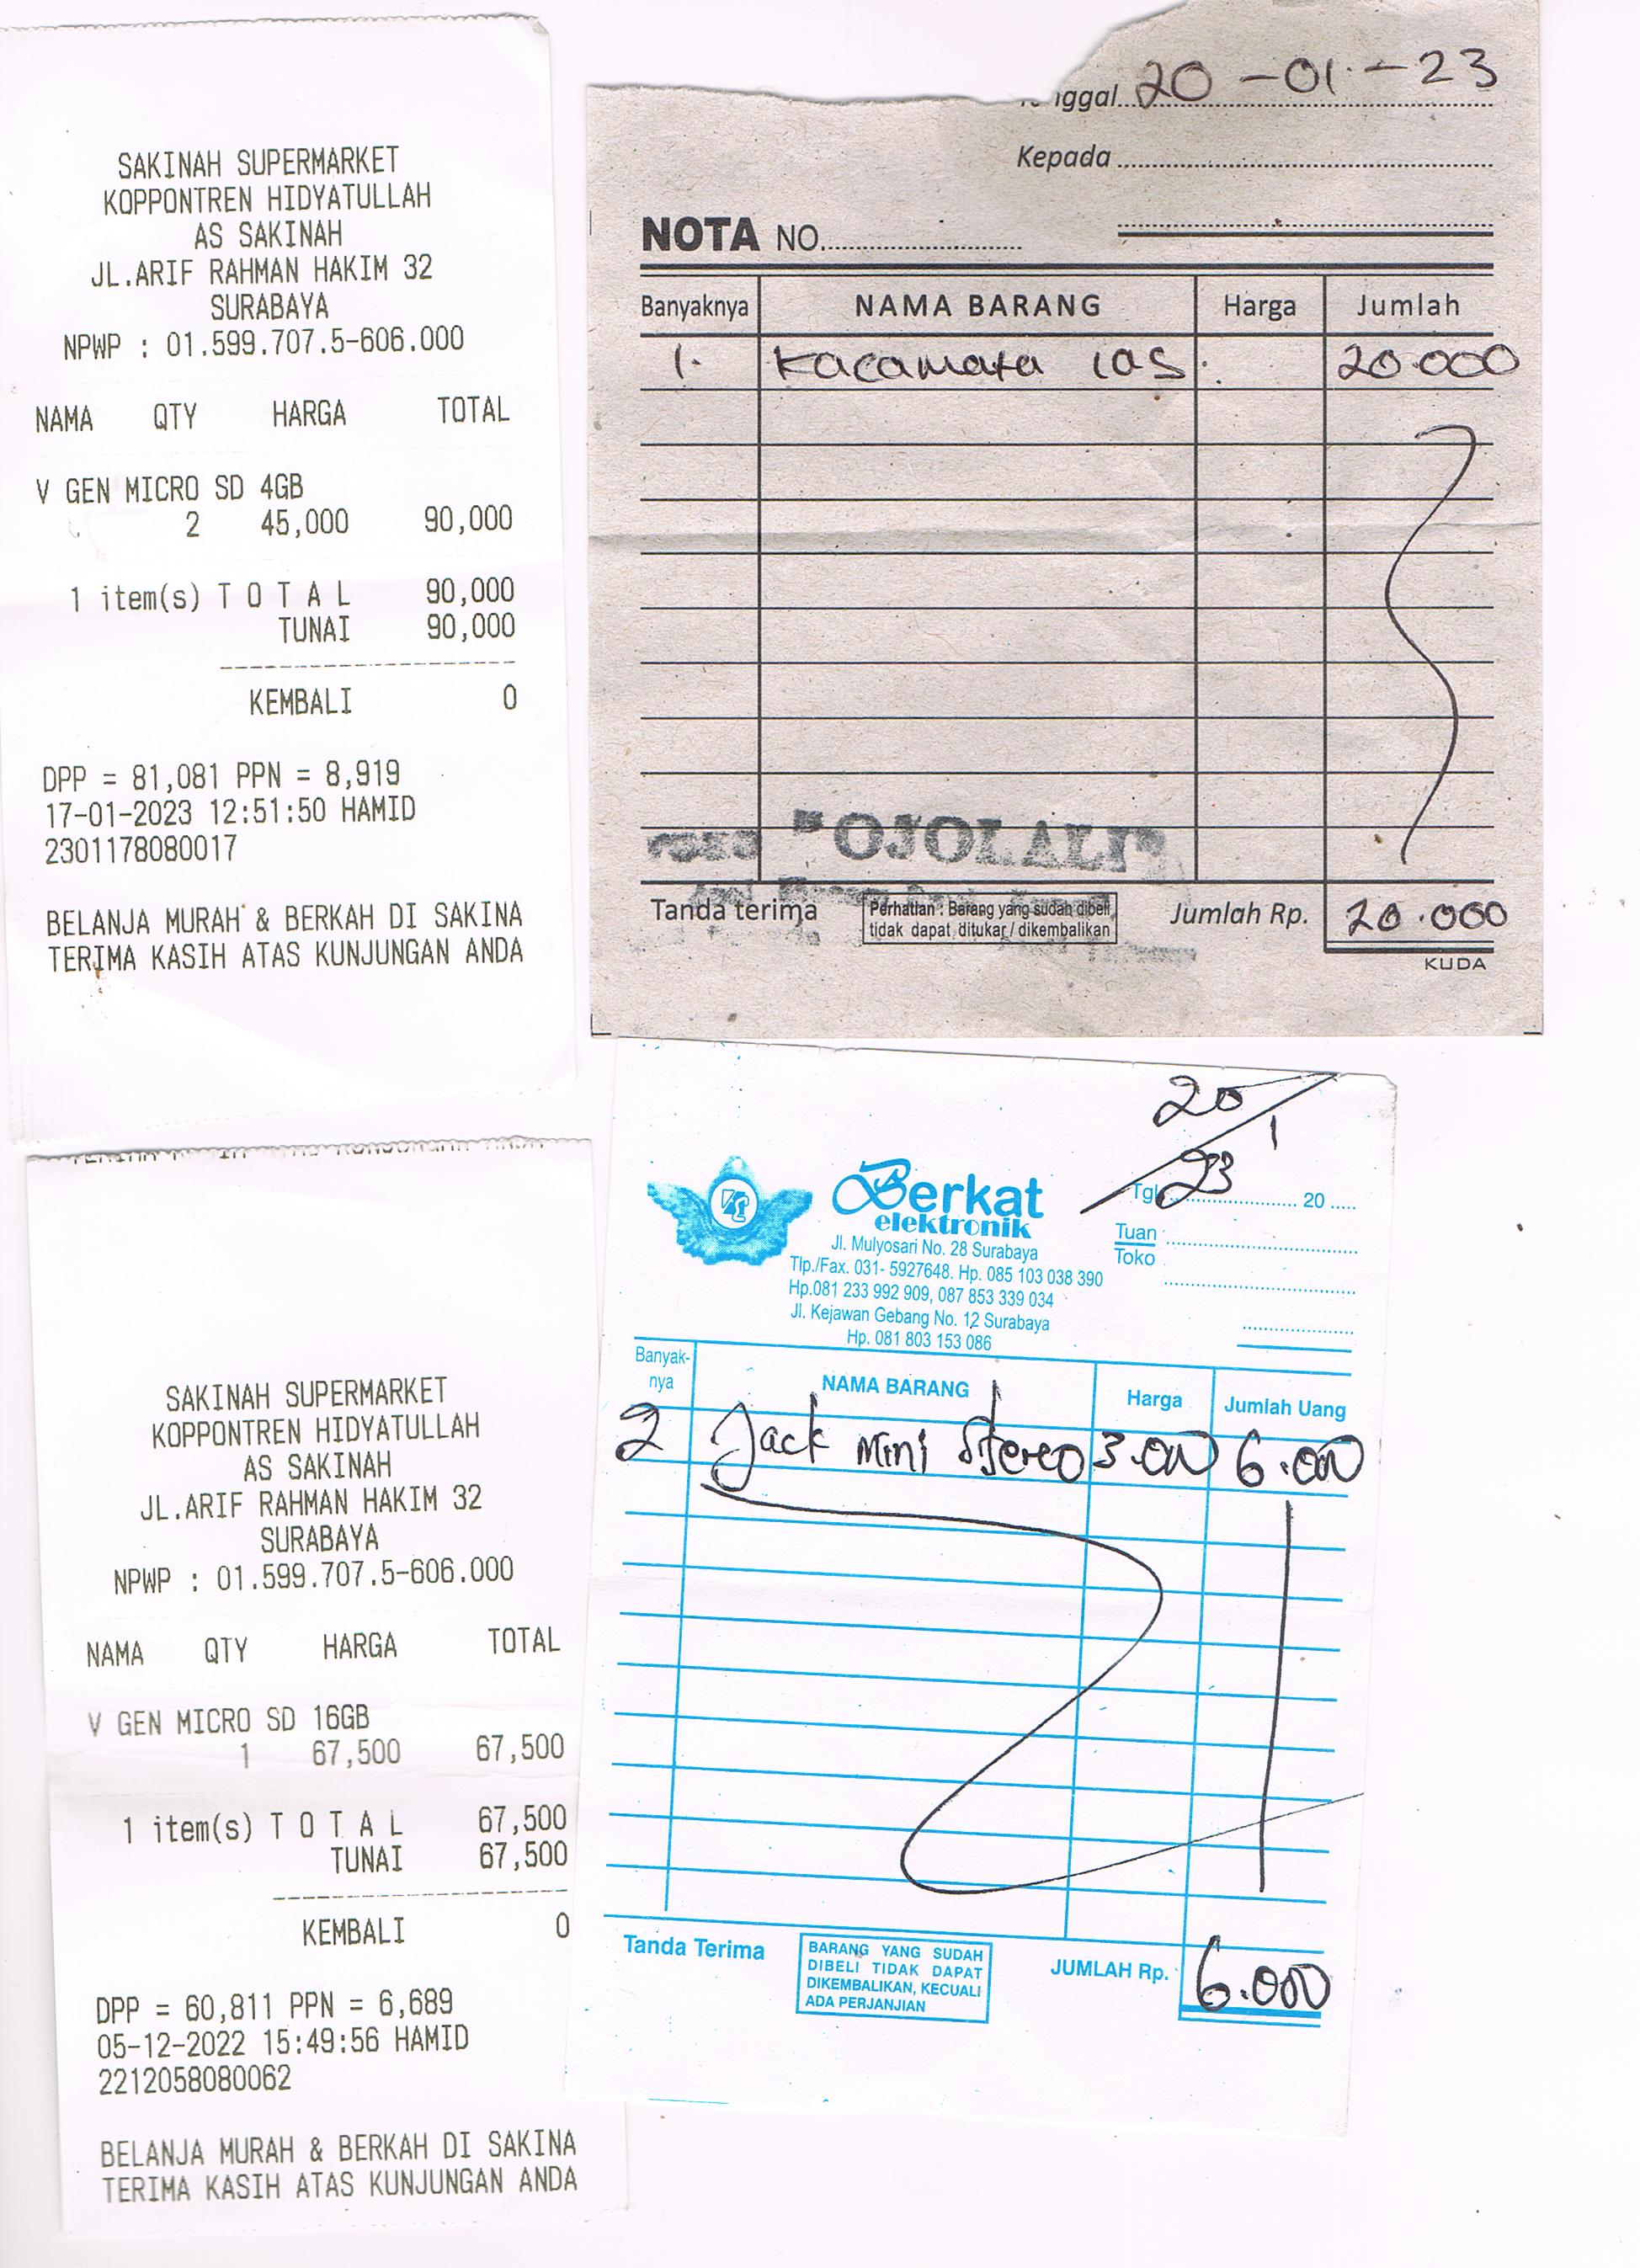 SAKINAH SUPERMARKET
KOPPONTREN HIDYATULLAH
AS SAKINAH
JL.ARIF RAHMAN HAKIM 32
SURABAYA
NPWP : 01.599.707.5-606.000
NAMA QTY HARGA TOTAL
V GEN MICRO SD 4GB
2 45,000 90,000
1 item(s) T O T A L 90,000
TUNAI 90,000
KEMBALI 0
DPP = 81,081 PPN = 8,919
17-01-2023 12:51:50 HAMID
2301178080017
BELANJA MURAH & BERKAH DI SAKINA
TERIMA KASIH ATAS KUNJUNGAN ANDA
nggal 20-01-23
Kepada
NOTA NO.
Banyaknya NAMA BARANG Harga Jumlah
1. Kacamata las 20.000
"OJOLALI"
Tanda terima Perhatian : Barang yang sudah dibeli Jumlah Rp. 20.000
tidak dapat ditukar / dikembalikan
KUDA
SAKINAH SUPERMARKET
KOPPONTREN HIDYATULLAH
AS SAKINAH
JL.ARIF RAHMAN HAKIM 32
SURABAYA
NPWP : 01.599.707.5-606.000
NAMA QTY HARGA TOTAL
V GEN MICRO SD 16GB
1 67,500 67,500
1 item(s) T O T A L 67,500
TUNAI 67,500
KEMBALI 0
DPP = 60,811 PPN = 6,689
05-12-2022 15:49:56 HAMID
2212058080062
BELANJA MURAH & BERKAH DI SAKINA
TERIMA KASIH ATAS KUNJUNGAN ANDA
20/1
23
Berkat
elektronik
Jl. Mulyosari No. 28 Surabaya
Tlp./Fax. 031- 5927648. Hp. 085 103 038 390
Hp.081 233 992 909, 087 853 339 034
Jl. Kejawan Gebang No. 12 Surabaya
Hp. 081 803 153 086
Tgl. 20
Tuan
Toko
Banyak-
nya NAMA BARANG Harga Jumlah Uang
2 Jack mini Stereo 3.000 6.000
Tanda Terima
BARANG YANG SUDAH
DIBELI TIDAK DAPAT
DIKEMBALIKAN, KECUALI
ADA PERJANJIAN
JUMLAH Rp. 6.000